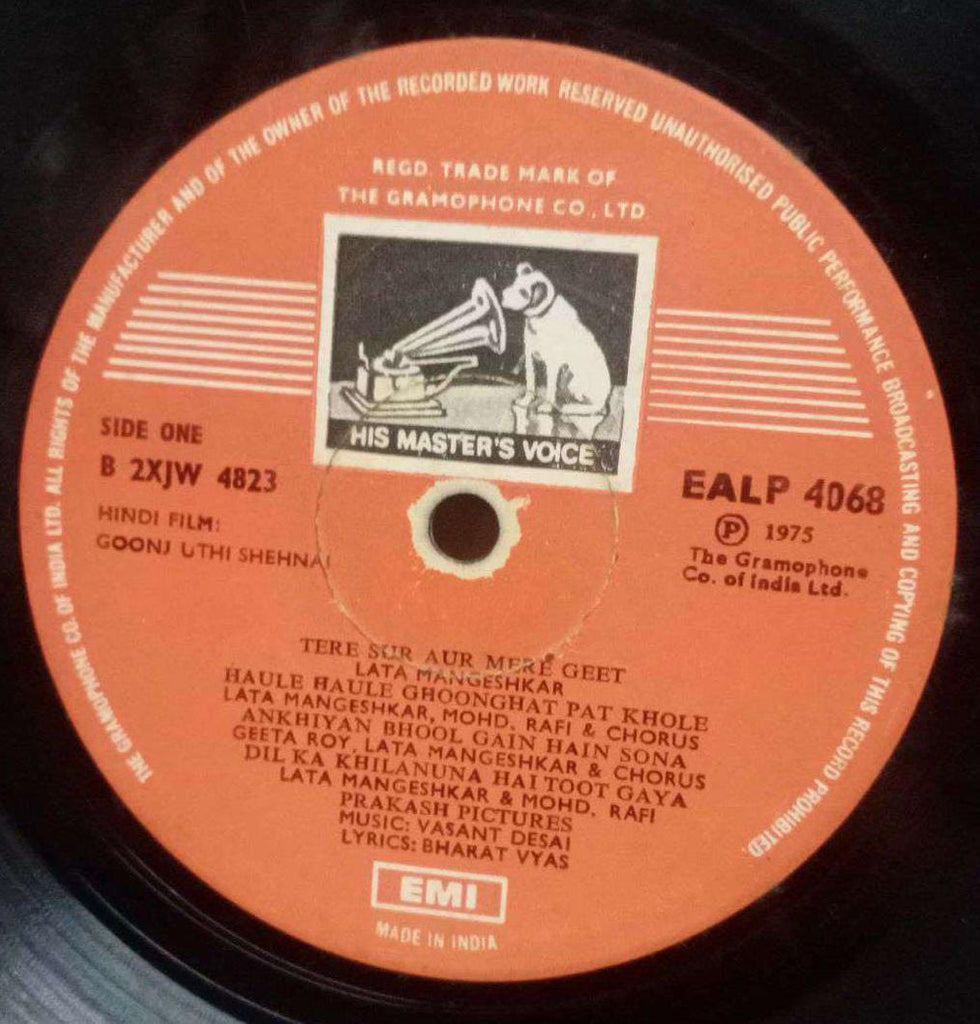 THE GRAMOPHONE CO. OF INDIA LTD. ALL RIGHTS OF THE MANUFACTURER AND OF THE OWNER OF THE RECORDED WORK RESERVED UNAUTHORISED PUBLIC PERFORMANCE BROADCASTING AND COPYING OF THIS RECORD PROHIBITED.
REGD. TRADE MARK OF
THE GRAMOPHONE CO., LTD
HIS MASTER'S VOICE
SIDE ONE
B 2XJW 4823
HINDI FILM:
GOONJ UTHI SHEHNAI
EALP 4068
Ⓟ 1975
The Gramophone
Co. of India Ltd.
TERE SUR AUR MERE GEET
LATA MANGESHKAR
HAULE HAULE GHOONGHAT PAT KHOLE
LATA MANGESHKAR, MOHD. RAFI & CHORUS
ANKHIYAN BHOOL GAIN HAIN SONA
GEETA ROY, LATA MANGESHKAR & CHORUS
DIL KA KHILANUNA HAI TOOT GAYA
LATA MANGESHKAR & MOHD. RAFI
PRAKASH PICTURES
MUSIC: VASANT DESAI
LYRICS: BHARAT VYAS
EMI
MADE IN INDIA